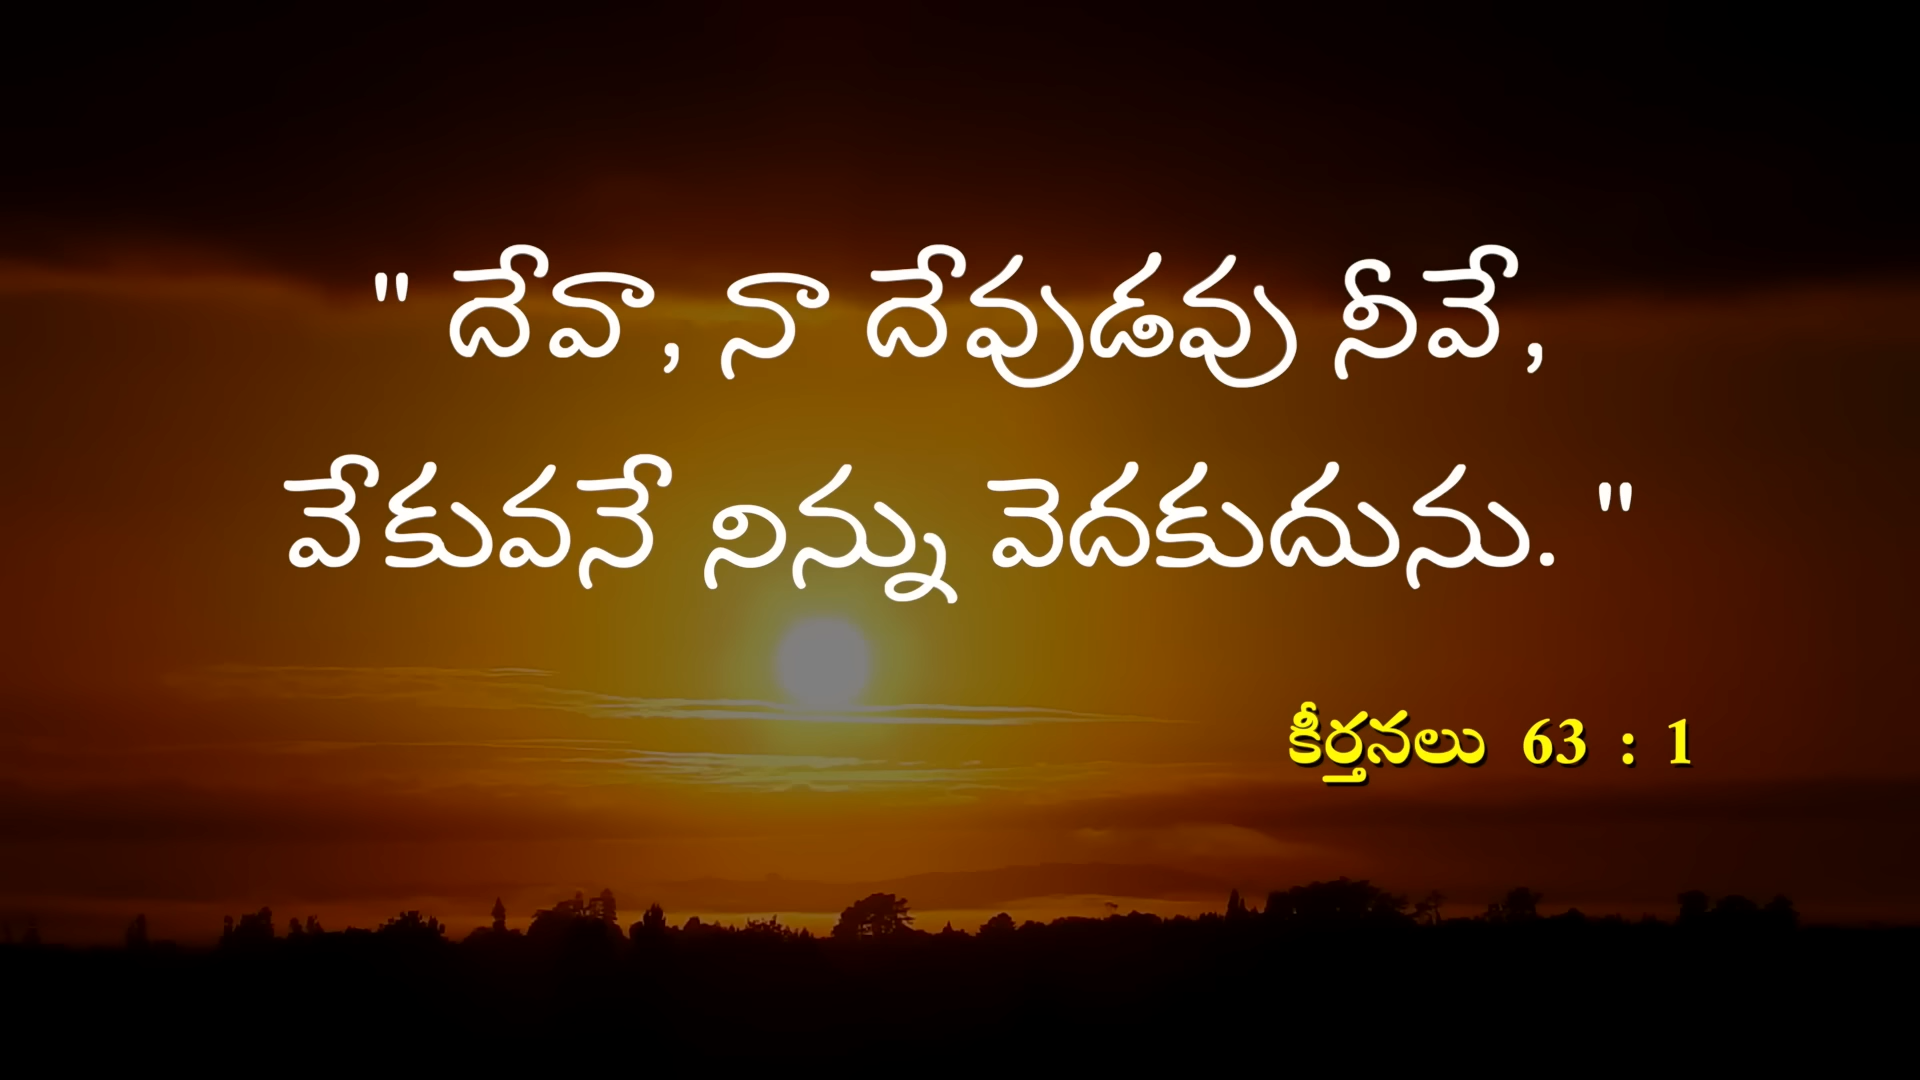 " దేవా, నా దేవుడవు నీవే,
వేకువనే నిన్ను వెదకుదును. "
కీర్తనలు 63 : 1